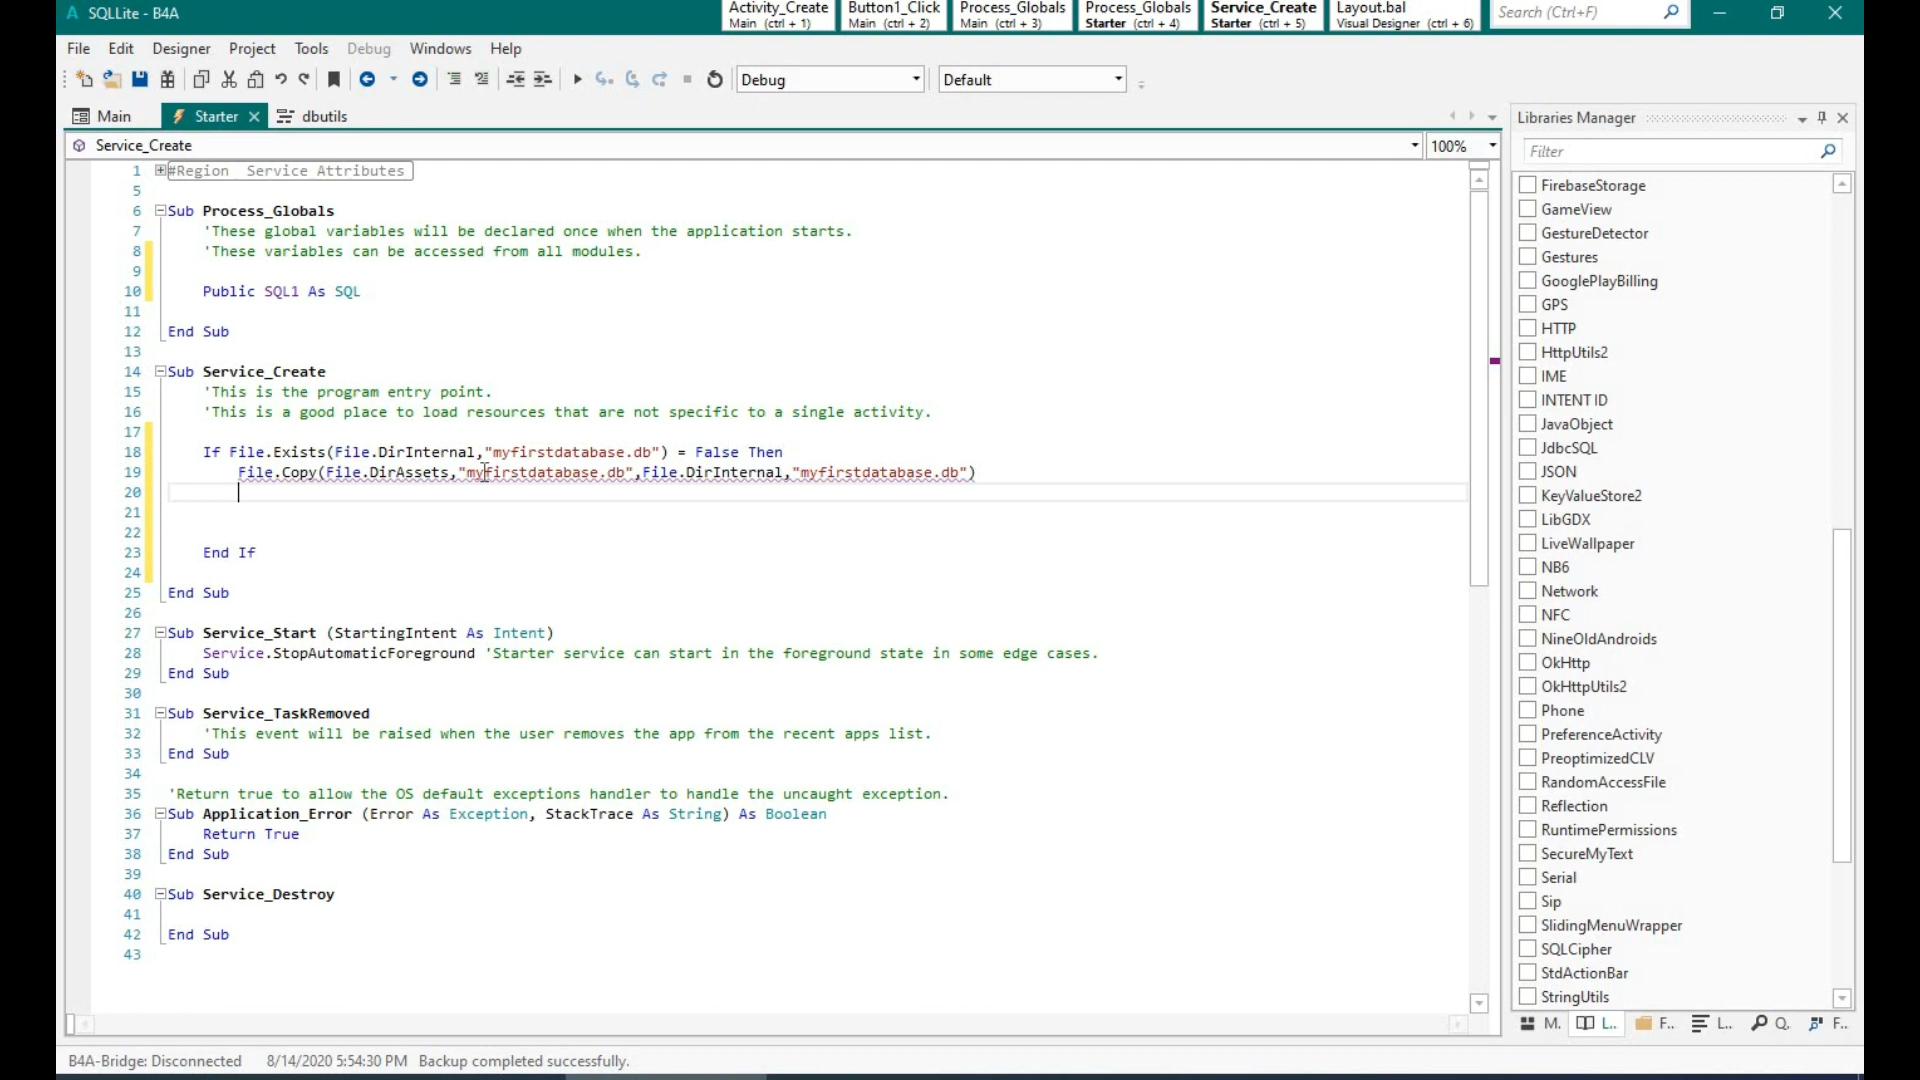 SQLLite - B4A
Activity_Create
Main (ctrl + 1)
Button1_Click
Main (ctrl + 2)
Process_Globals
Main (ctrl + 3)
Process_Globals
Starter (ctrl + 4)
Service_Create
Starter (ctrl + 5)
Layout.bal
Visual Designer (ctrl + 6)
Search (Ctrl+F)
File Edit Designer Project Tools Debug Windows Help
Debug
Default
Main Starter dbutils
Service_Create
100%
1 #Region Service Attributes
5
6 Sub Process_Globals
7 'These global variables will be declared once when the application starts.
8 'These variables can be accessed from all modules.
9
10 Public SQL1 As SQL
11
12 End Sub
13
14 Sub Service_Create
15 'This is the program entry point.
16 'This is a good place to load resources that are not specific to a single activity.
17
18 If File.Exists(File.DirInternal,"myfirstdatabase.db") = False Then
19 File.Copy(File.DirAssets,"myfirstdatabase.db",File.DirInternal,"myfirstdatabase.db")
20
21
22
23 End If
24
25 End Sub
26
27 Sub Service_Start (StartingIntent As Intent)
28 Service.StopAutomaticForeground 'Starter service can start in the foreground state in some edge cases.
29 End Sub
30
31 Sub Service_TaskRemoved
32 'This event will be raised when the user removes the app from the recent apps list.
33 End Sub
34
35 'Return true to allow the OS default exceptions handler to handle the uncaught exception.
36 Sub Application_Error (Error As Exception, StackTrace As String) As Boolean
37 Return True
38 End Sub
39
40 Sub Service_Destroy
41
42 End Sub
43
Libraries Manager
Filter
FirebaseStorage
GameView
GestureDetector
Gestures
GooglePlayBilling
GPS
HTTP
HttpUtils2
IME
INTENT ID
JavaObject
JdbcSQL
JSON
KeyValueStore2
LibGDX
LiveWallpaper
NB6
Network
NFC
NineOldAndroids
OkHttp
OkHttpUtils2
Phone
PreferenceActivity
PreoptimizedCLV
RandomAccessFile
Reflection
RuntimePermissions
SecureMyText
Serial
Sip
SlidingMenuWrapper
SQLCipher
StdActionBar
StringUtils
M. L.. F.. L.. Q. F..
B4A-Bridge: Disconnected 8/14/2020 5:54:30 PM Backup completed successfully.